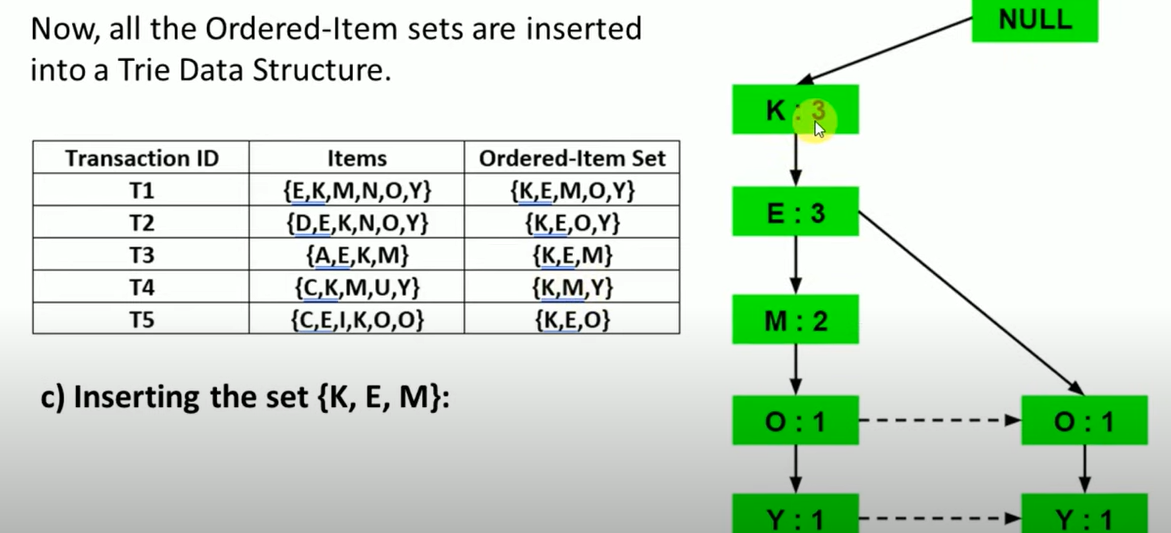 Now, all the Ordered-Item sets are inserted
into a Trie Data Structure.
Transaction ID Items Ordered-Item Set
T1 {E,K,M,N,O,Y} {K,E,M,O,Y}
T2 {D,E,K,N,O,Y} {K,E,O,Y}
T3 {A,E,K,M} {K,E,M}
T4 {C,K,M,U,Y} {K,M,Y}
T5 {C,E,I,K,O,O} {K,E,O}
c) Inserting the set {K, E, M}:
NULL
K : 3
E : 3
M : 2
O : 1 O : 1
Y : 1 Y : 1